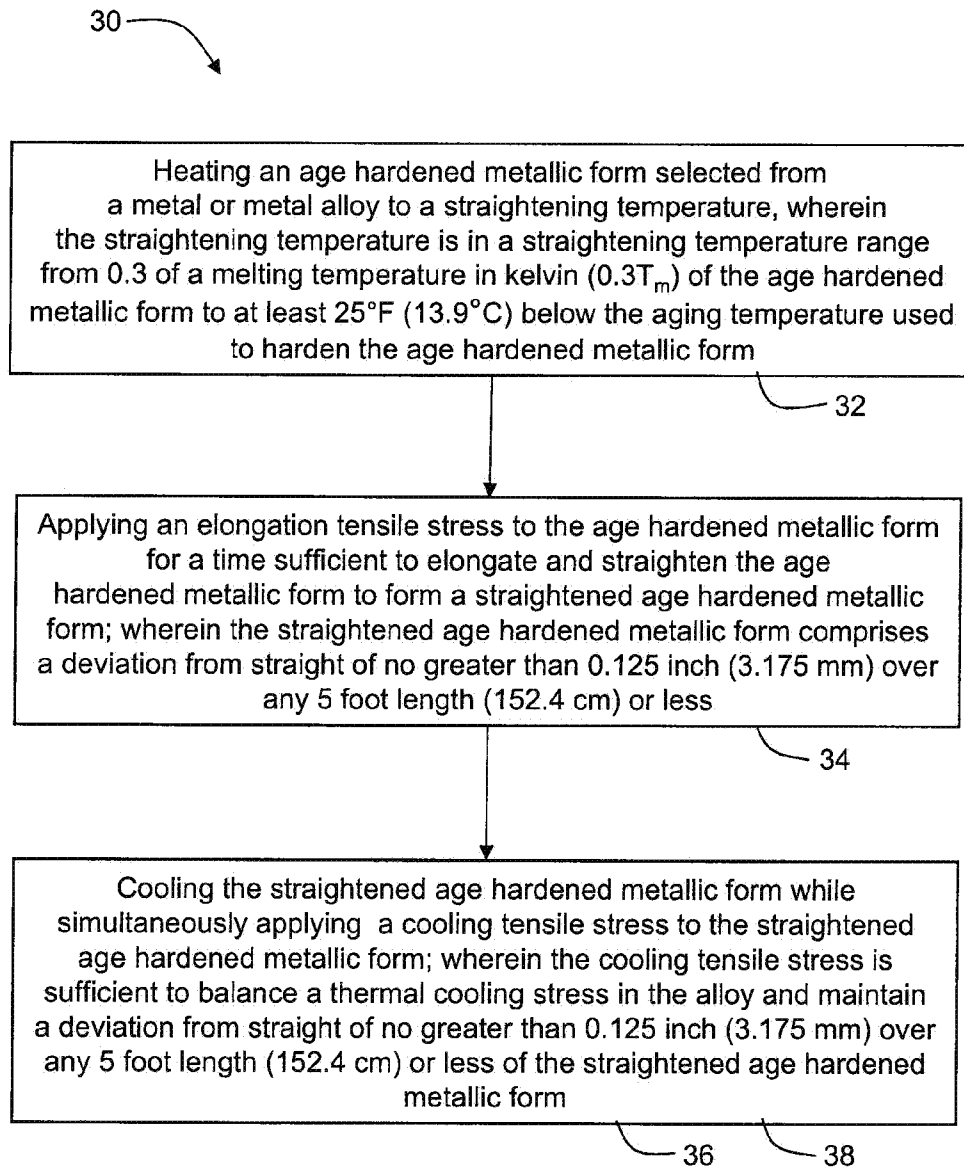 30
Heating an age hardened metallic form selected from
a metal or metal alloy to a straightening temperature, wherein
the straightening temperature is in a straightening temperature range
from 0.3 of a melting temperature in kelvin (0.3Tm) of the age hardened
metallic form to at least 25°F (13.9°C) below the aging temperature used
to harden the age hardened metallic form
32
Applying an elongation tensile stress to the age hardened metallic form
for a time sufficient to elongate and straighten the age
hardened metallic form to form a straightened age hardened metallic
form; wherein the straightened age hardened metallic form comprises
a deviation from straight of no greater than 0.125 inch (3.175 mm) over
any 5 foot length (152.4 cm) or less
34
Cooling the straightened age hardened metallic form while
simultaneously applying a cooling tensile stress to the straightened
age hardened metallic form; wherein the cooling tensile stress is
sufficient to balance a thermal cooling stress in the alloy and maintain
a deviation from straight of no greater than 0.125 inch (3.175 mm) over
any 5 foot length (152.4 cm) or less of the straightened age hardened
metallic form
36 38